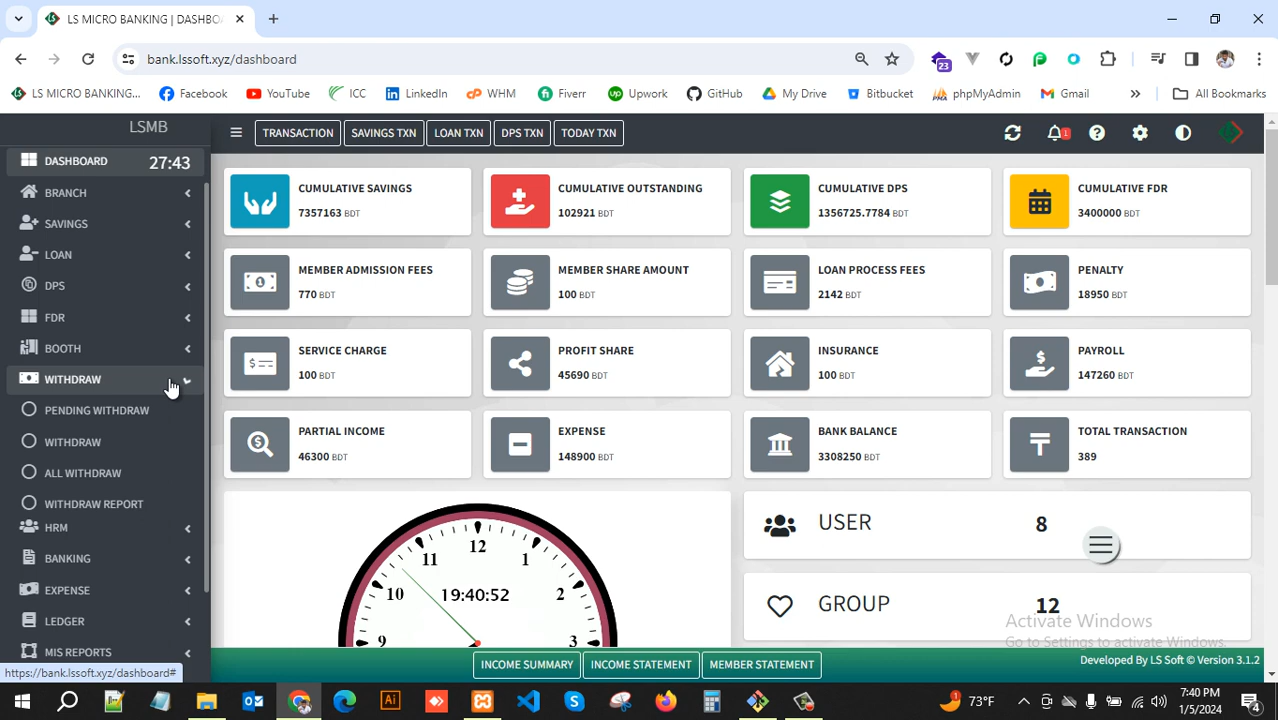 LS MICRO BANKING | DASHBO
bank.lssoft.xyz/dashboard
23
LS MICRO BANKING...
Facebook
YouTube
ICC
LinkedIn
WHM
Fiverr
Upwork
GitHub
My Drive
Bitbucket
phpMyAdmin
Gmail
All Bookmarks
LSMB
TRANSACTION
SAVINGS TXN
LOAN TXN
DPS TXN
TODAY TXN
1
DASHBOARD
27:43
BRANCH
SAVINGS
LOAN
DPS
FDR
BOOTH
WITHDRAW
PENDING WITHDRAW
WITHDRAW
ALL WITHDRAW
WITHDRAW REPORT
HRM
BANKING
EXPENSE
LEDGER
MIS REPORTS
https://bank.lssoft.xyz/dashboard#
CUMULATIVE SAVINGS
7357163 BDT
CUMULATIVE OUTSTANDING
102921 BDT
CUMULATIVE DPS
1356725.7784 BDT
CUMULATIVE FDR
3400000 BDT
MEMBER ADMISSION FEES
770 BDT
MEMBER SHARE AMOUNT
100 BDT
LOAN PROCESS FEES
2142 BDT
PENALTY
18950 BDT
SERVICE CHARGE
100 BDT
PROFIT SHARE
45690 BDT
INSURANCE
100 BDT
PAYROLL
147260 BDT
PARTIAL INCOME
46300 BDT
EXPENSE
148900 BDT
BANK BALANCE
3308250 BDT
TOTAL TRANSACTION
389
12
11
1
10
2
19:40:52
9
3
USER
8
GROUP
12
Activate Windows
Go to Settings to activate Windows.
INCOME SUMMARY
INCOME STATEMENT
MEMBER STATEMENT
Developed By LS Soft © Version 3.1.2
Ai
1
73°F
7:40 PM
1/5/2024
4